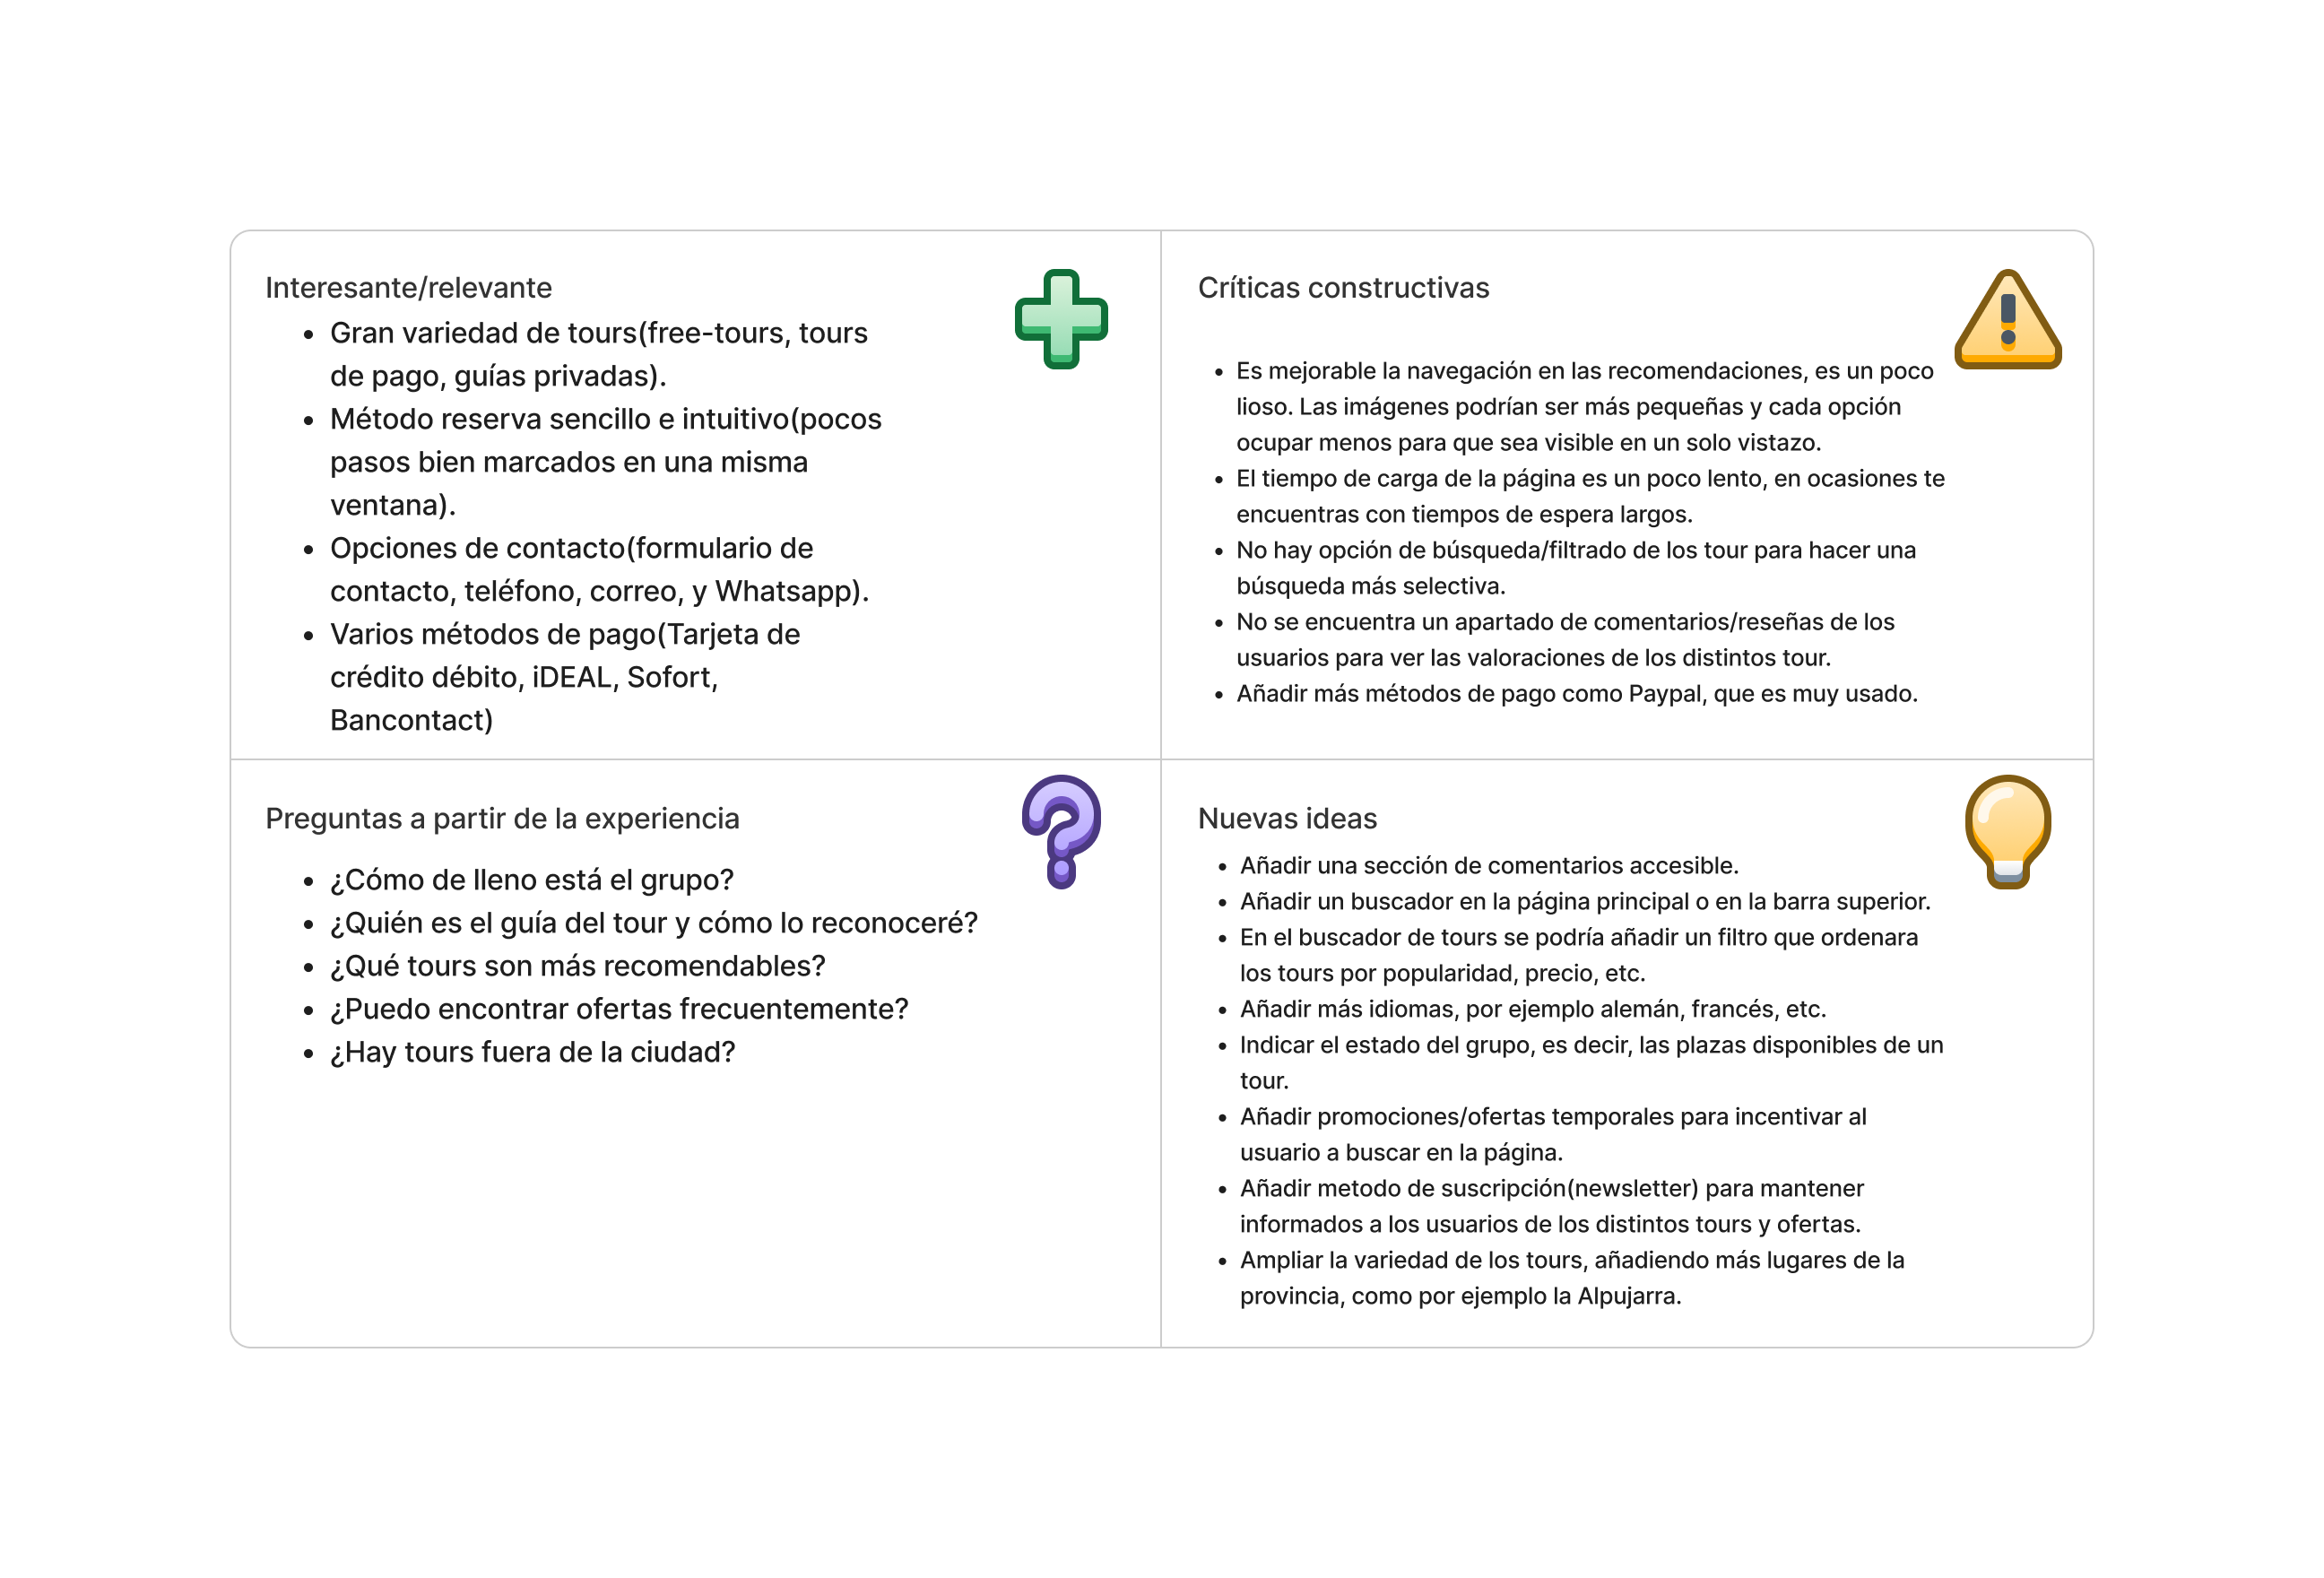 Interesante/relevante
• Gran variedad de tours(free-tours, tours
de pago, guías privadas).
• Método reserva sencillo e intuitivo(pocos
pasos bien marcados en una misma
ventana).
• Opciones de contacto(formulario de
contacto, teléfono, correo, y Whatsapp).
• Varios métodos de pago(Tarjeta de
crédito débito, iDEAL, Sofort,
Bancontact)
Críticas constructivas
• Es mejorable la navegación en las recomendaciones, es un poco
lioso. Las imágenes podrían ser más pequeñas y cada opción
ocupar menos para que sea visible en un solo vistazo.
• El tiempo de carga de la página es un poco lento, en ocasiones te
encuentras con tiempos de espera largos.
• No hay opción de búsqueda/filtrado de los tour para hacer una
búsqueda más selectiva.
• No se encuentra un apartado de comentarios/reseñas de los
usuarios para ver las valoraciones de los distintos tour.
• Añadir más métodos de pago como Paypal, que es muy usado.
Preguntas a partir de la experiencia
• ¿Cómo de lleno está el grupo?
• ¿Quién es el guía del tour y cómo lo reconoceré?
• ¿Qué tours son más recomendables?
• ¿Puedo encontrar ofertas frecuentemente?
• ¿Hay tours fuera de la ciudad?
Nuevas ideas
• Añadir una sección de comentarios accesible.
• Añadir un buscador en la página principal o en la barra superior.
• En el buscador de tours se podría añadir un filtro que ordenara
los tours por popularidad, precio, etc.
• Añadir más idiomas, por ejemplo alemán, francés, etc.
• Indicar el estado del grupo, es decir, las plazas disponibles de un
tour.
• Añadir promociones/ofertas temporales para incentivar al
usuario a buscar en la página.
• Añadir metodo de suscripción(newsletter) para mantener
informados a los usuarios de los distintos tours y ofertas.
• Ampliar la variedad de los tours, añadiendo más lugares de la
provincia, como por ejemplo la Alpujarra.